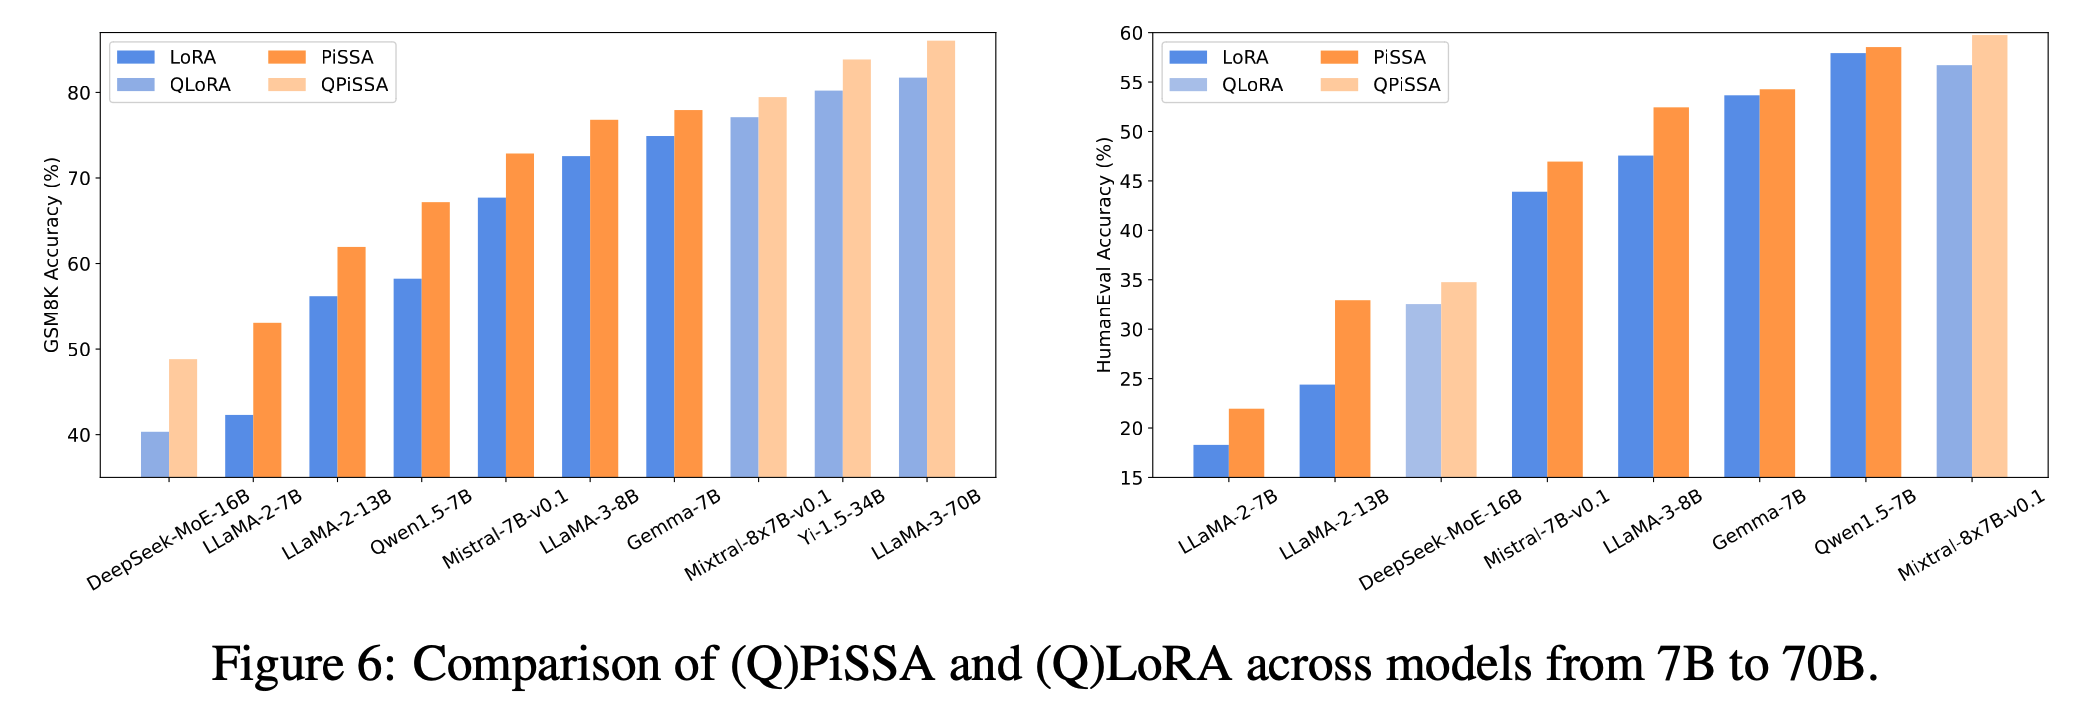 LoRA
QLoRA
PiSSA
QPiSSA
GSM8K Accuracy (%)
80
70
60
50
40
DeepSeek-MoE-16B
LLaMA-2-7B
LLaMA-2-13B
Qwen1.5-7B
Mistral-7B-v0.1
LLaMA-3-8B
Gemma-7B
Mixtral-8x7B-v0.1
Yi-1.5-34B
LLaMA-3-70B
LoRA
QLoRA
PiSSA
QPiSSA
HumanEval Accuracy (%)
60
55
50
45
40
35
30
25
20
15
LLaMA-2-7B
LLaMA-2-13B
DeepSeek-MoE-16B
Mistral-7B-v0.1
LLaMA-3-8B
Gemma-7B
Qwen1.5-7B
Mixtral-8x7B-v0.1
Figure 6: Comparison of (Q)PiSSA and (Q)LoRA across models from 7B to 70B.